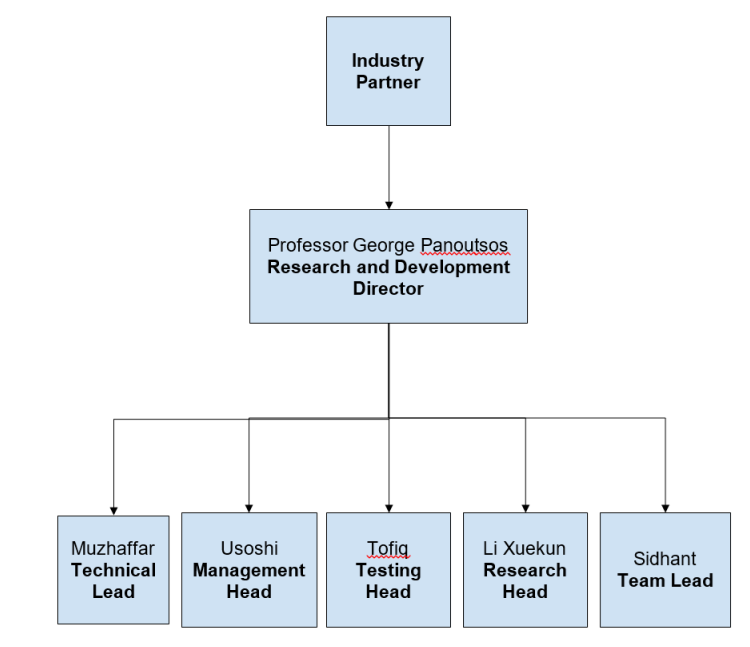 Industry
Partner
Professor George Panoutsos
Research and Development
Director
Muzhaffar
Technical
Lead
Usoshi
Management
Head
Tofiq
Testing
Head
Li Xuekun
Research
Head
Sidhant
Team Lead